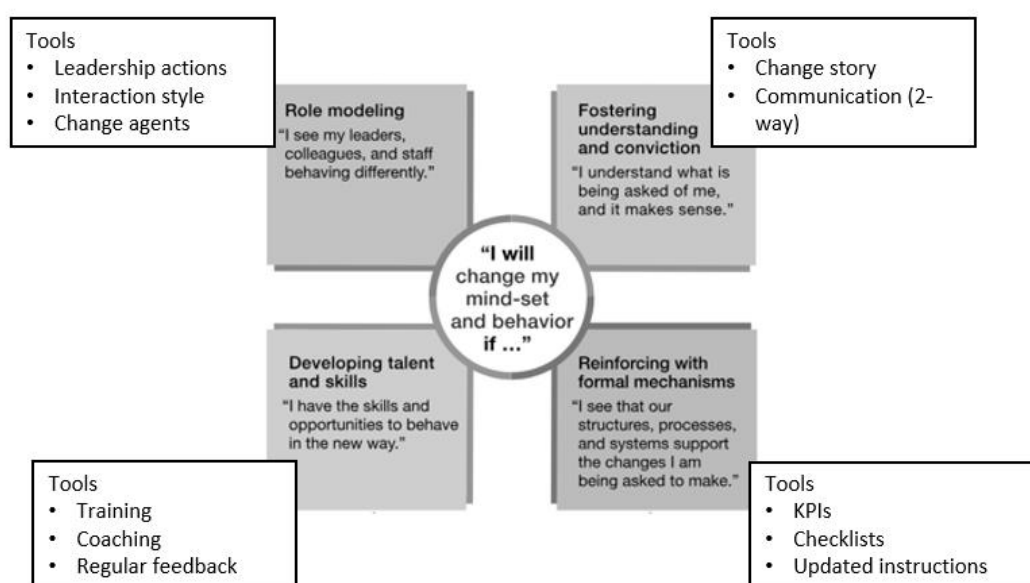 Tools
• Leadership actions
• Interaction style
• Change agents
Tools
• Change story
• Communication (2-
way)
Role modeling
“I see my leaders,
colleagues, and staff
behaving differently.”
Fostering
understanding
and conviction
“I understand what is
being asked of me,
and it makes sense.”
“I will
change my
mind-set
and behavior
if ...”
Developing talent
and skills
“I have the skills and
opportunities to behave
in the new way.”
Reinforcing with
formal mechanisms
“I see that our
structures, processes,
and systems support
the changes I am
being asked to make.”
Tools
• Training
• Coaching
• Regular feedback
Tools
• KPIs
• Checklists
• Updated instructions